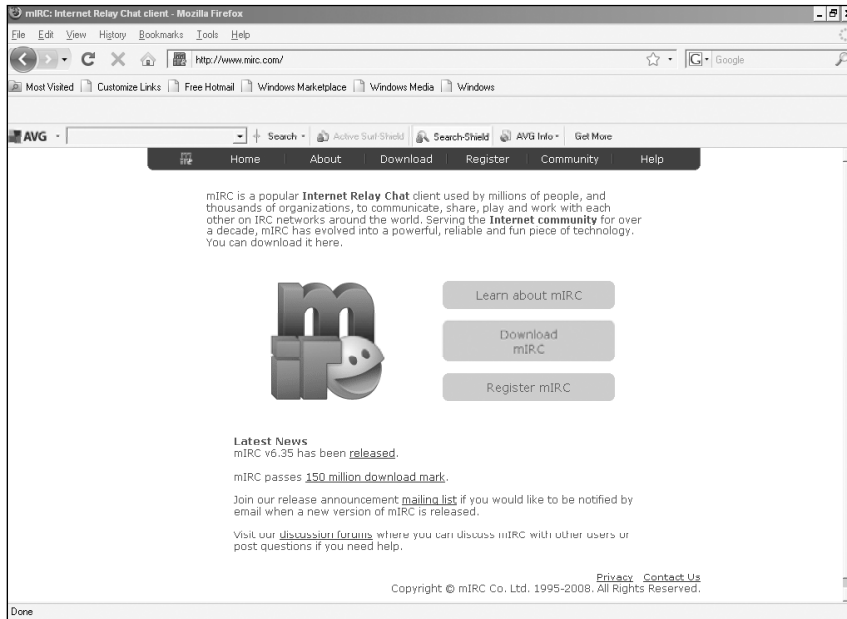 mIRC: Internet Relay Chat client - Mozilla Firefox
File Edit View History Bookmarks Tools Help
http://www.mirc.com/
G Google
Most Visited Customize Links Free Hotmail Windows Marketplace Windows Media Windows
AVG Search Active Surf-Shield Search-Shield AVG Info Get More
Home About Download Register Community Help
mIRC is a popular Internet Relay Chat client used by millions of people, and
thousands of organizations, to communicate, share, play and work with each
other on IRC networks around the world. Serving the Internet community for over
a decade, mIRC has evolved into a powerful, reliable and fun piece of technology.
You can download it here.
mIRC
Learn about mIRC
Download
mIRC
Register mIRC
Latest News
mIRC v6.35 has been released.
mIRC passes 150 million download mark.
Join our release announcement mailing list if you would like to be notified by
email when a new version of mIRC is released.
Visit our discussion forums where you can discuss mIRC with other users or
post questions if you need help.
Privacy Contact Us
Copyright © mIRC Co. Ltd. 1995-2008. All Rights Reserved.
Done